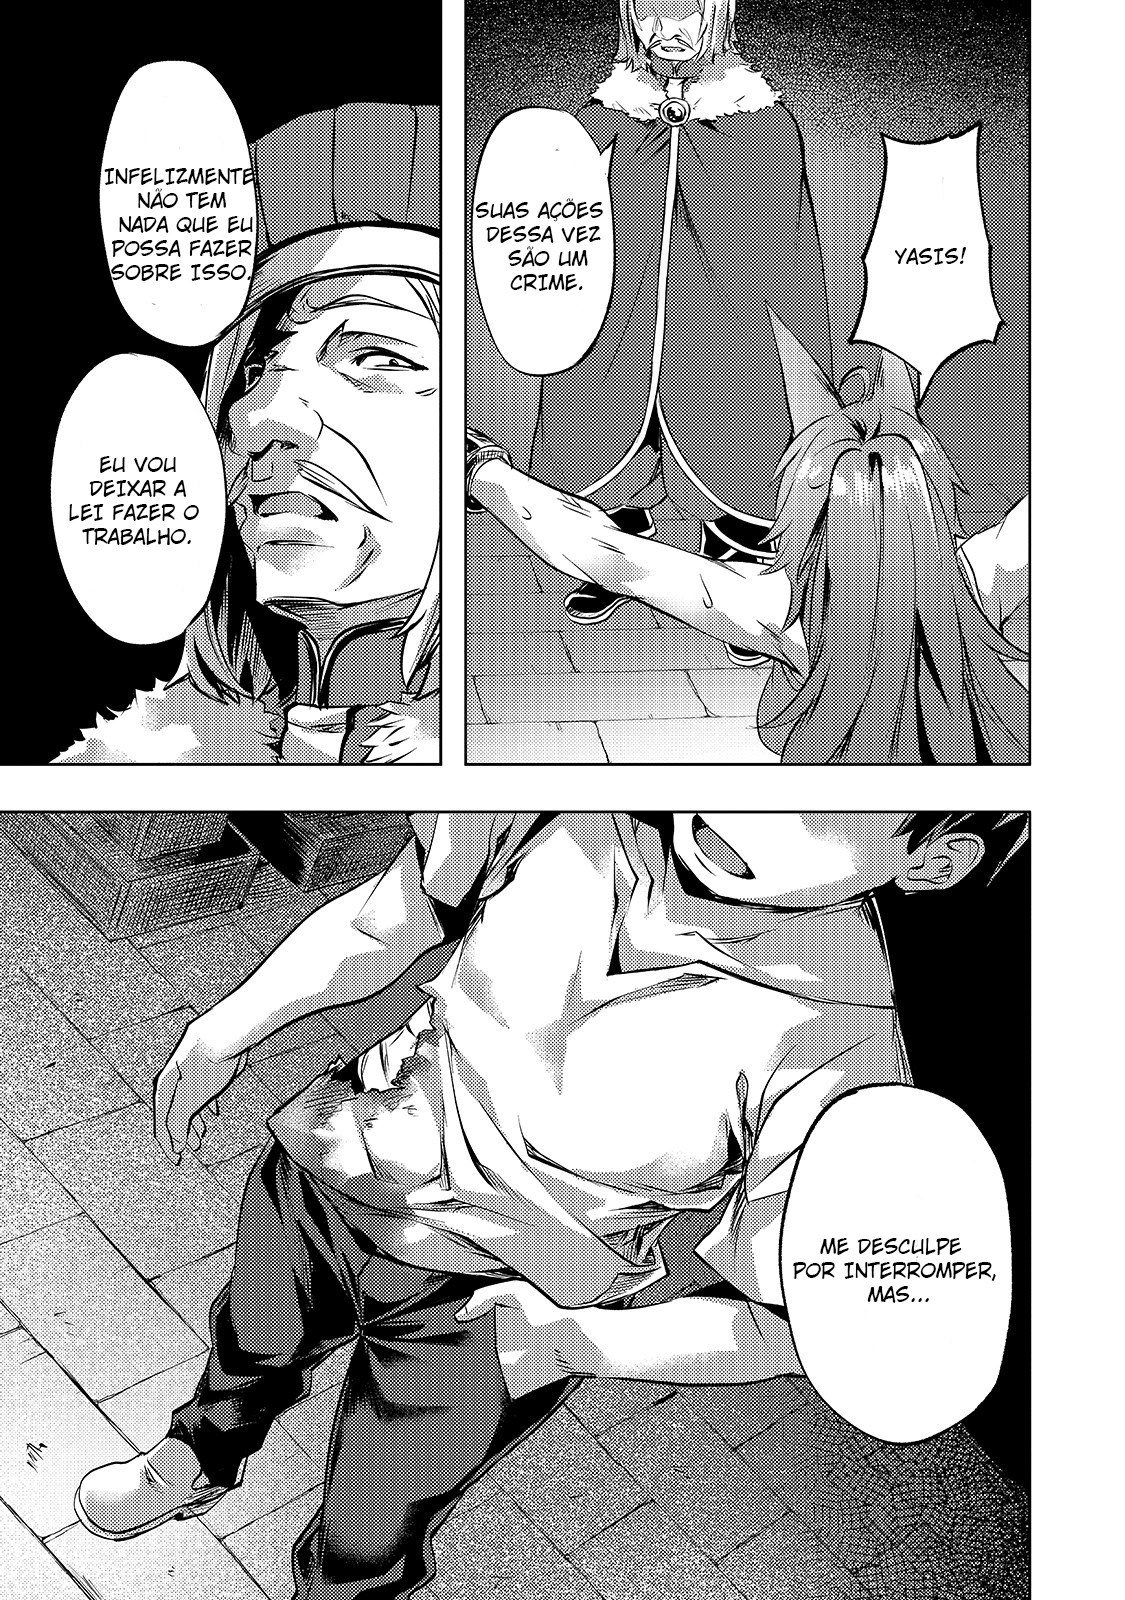 YASIS!
SUAS AÇÕES
DESSA VEZ
SÃO UM
CRIME.
INFELIZMENTE
NÃO TEM
NADA QUE EU
POSSA FAZER
SOBRE ISSO.
EU VOU
DEIXAR A
LEI FAZER O
TRABALHO.
ME DESCULPE
POR INTERROMPER,
MAS...